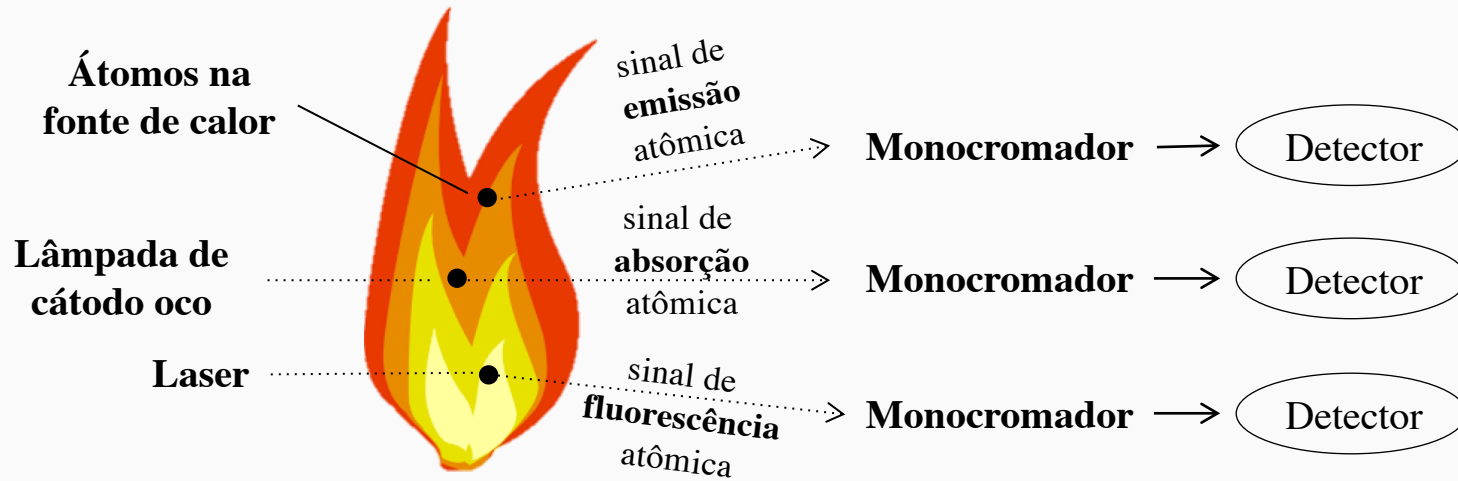 Átomos na
fonte de calor
sinal de
emissão
atômica
Monocromador
Detector
Lâmpada de
cátodo oco
sinal de
absorção
atômica
Monocromador
Detector
Laser
sinal de
fluorescência
atômica
Monocromador
Detector